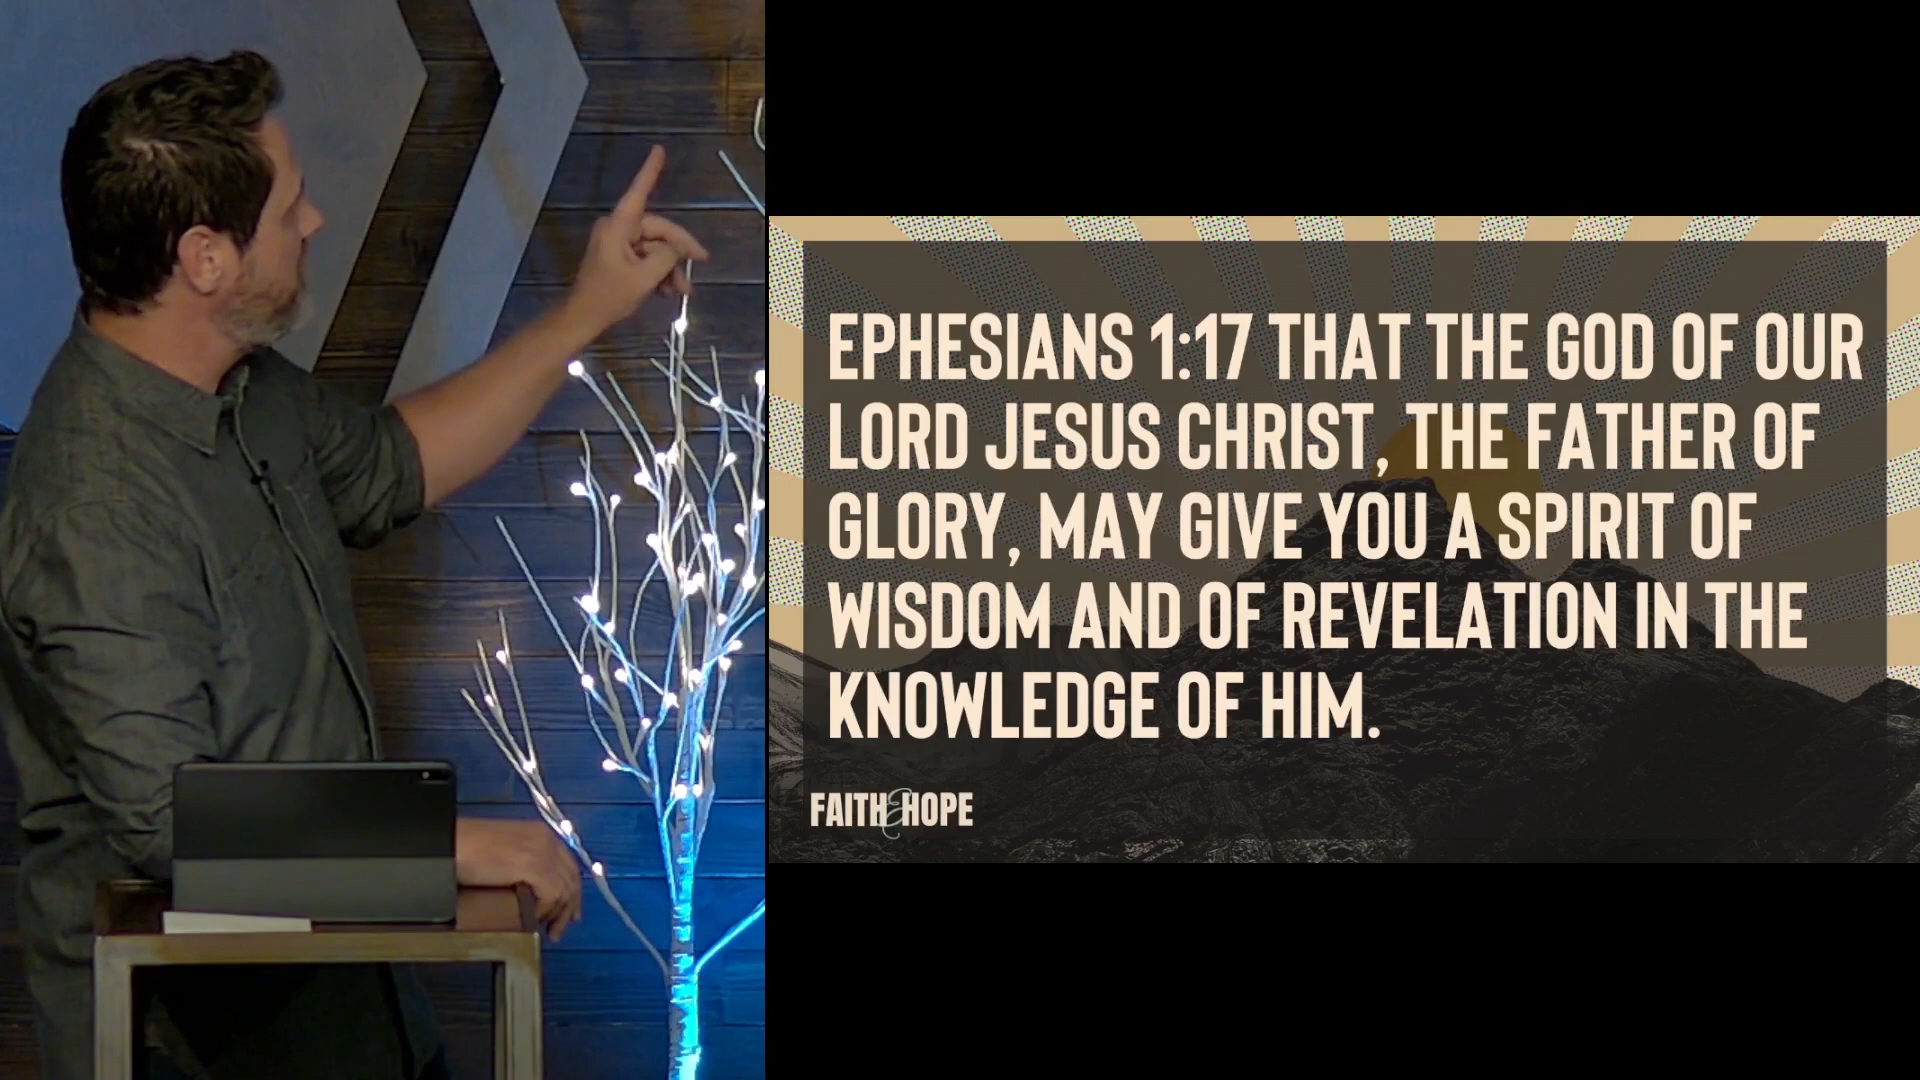 EPHESIANS 1:17 THAT THE GOD OF OUR
LORD JESUS CHRIST, THE FATHER OF
GLORY, MAY GIVE YOU A SPIRIT OF
WISDOM AND OF REVELATION IN THE
KNOWLEDGE OF HIM.
FAITH & HOPE